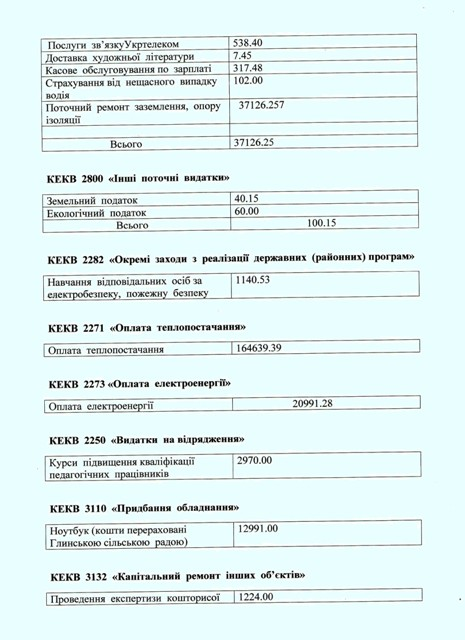 Послуги зв’язкуУкртелеком 538.40
Доставка художньої літератури 7.45
Касове обслуговування по зарплаті 317.48
Страхування від нещасного випадку 102.00
водія
Поточний ремонт заземлення, опору 37126.257
ізоляції
Всього 37126.25
КЕКВ 2800 «Інші поточні видатки»
Земельний податок 40.15
Екологічний податок 60.00
Всього 100.15
КЕКВ 2282 «Окремі заходи з реалізації державних (районних) програм»
Навчання відповідальних осіб за 1140.53
електробезпеку, пожежну безпеку
КЕКВ 2271 «Оплата теплопостачання»
Оплата теплопостачання 164639.39
КЕКВ 2273 «Оплата електроенергії»
Оплата електроенергії 20991.28
КЕКВ 2250 «Видатки на відрядження»
Курси підвищення кваліфікації 2970.00
педагогічних працівників
КЕКВ 3110 «Придбання обладнання»
Ноутбук (кошти перераховані 12991.00
Глинською сільською радою)
КЕКВ 3132 «Капітальний ремонт інших об’єктів»
Проведення експертизи кошторисої 1224.00